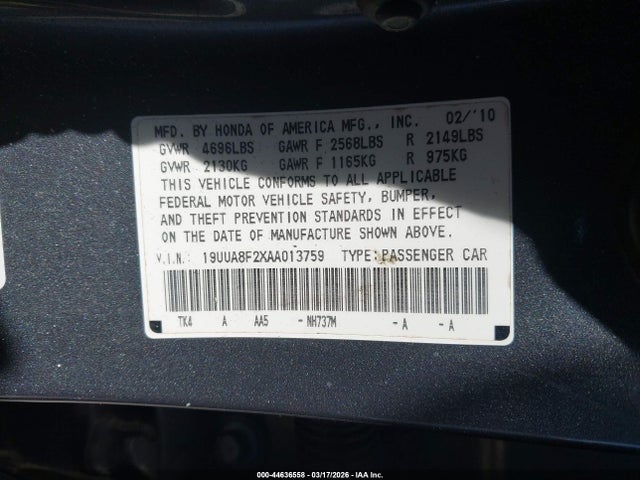 MFD. BY HONDA OF AMERICA MFG., INC. 02/'10
GVWR 4696LBS GAWR F 2568LBS R 2149LBS
GVWR 2130KG GAWR F 1165KG R 975KG
THIS VEHICLE CONFORMS TO ALL APPLICABLE
FEDERAL MOTOR VEHICLE SAFETY, BUMPER,
AND THEFT PREVENTION STANDARDS IN EFFECT
ON THE DATE OF MANUFACTURE SHOWN ABOVE.
V.I.N.: 19UUA8F2XAA013759 TYPE:PASSENGER CAR
TK4 A AA5 -NH737M -A -A
000-44636558 - 03/17/2026 - IAA Inc.